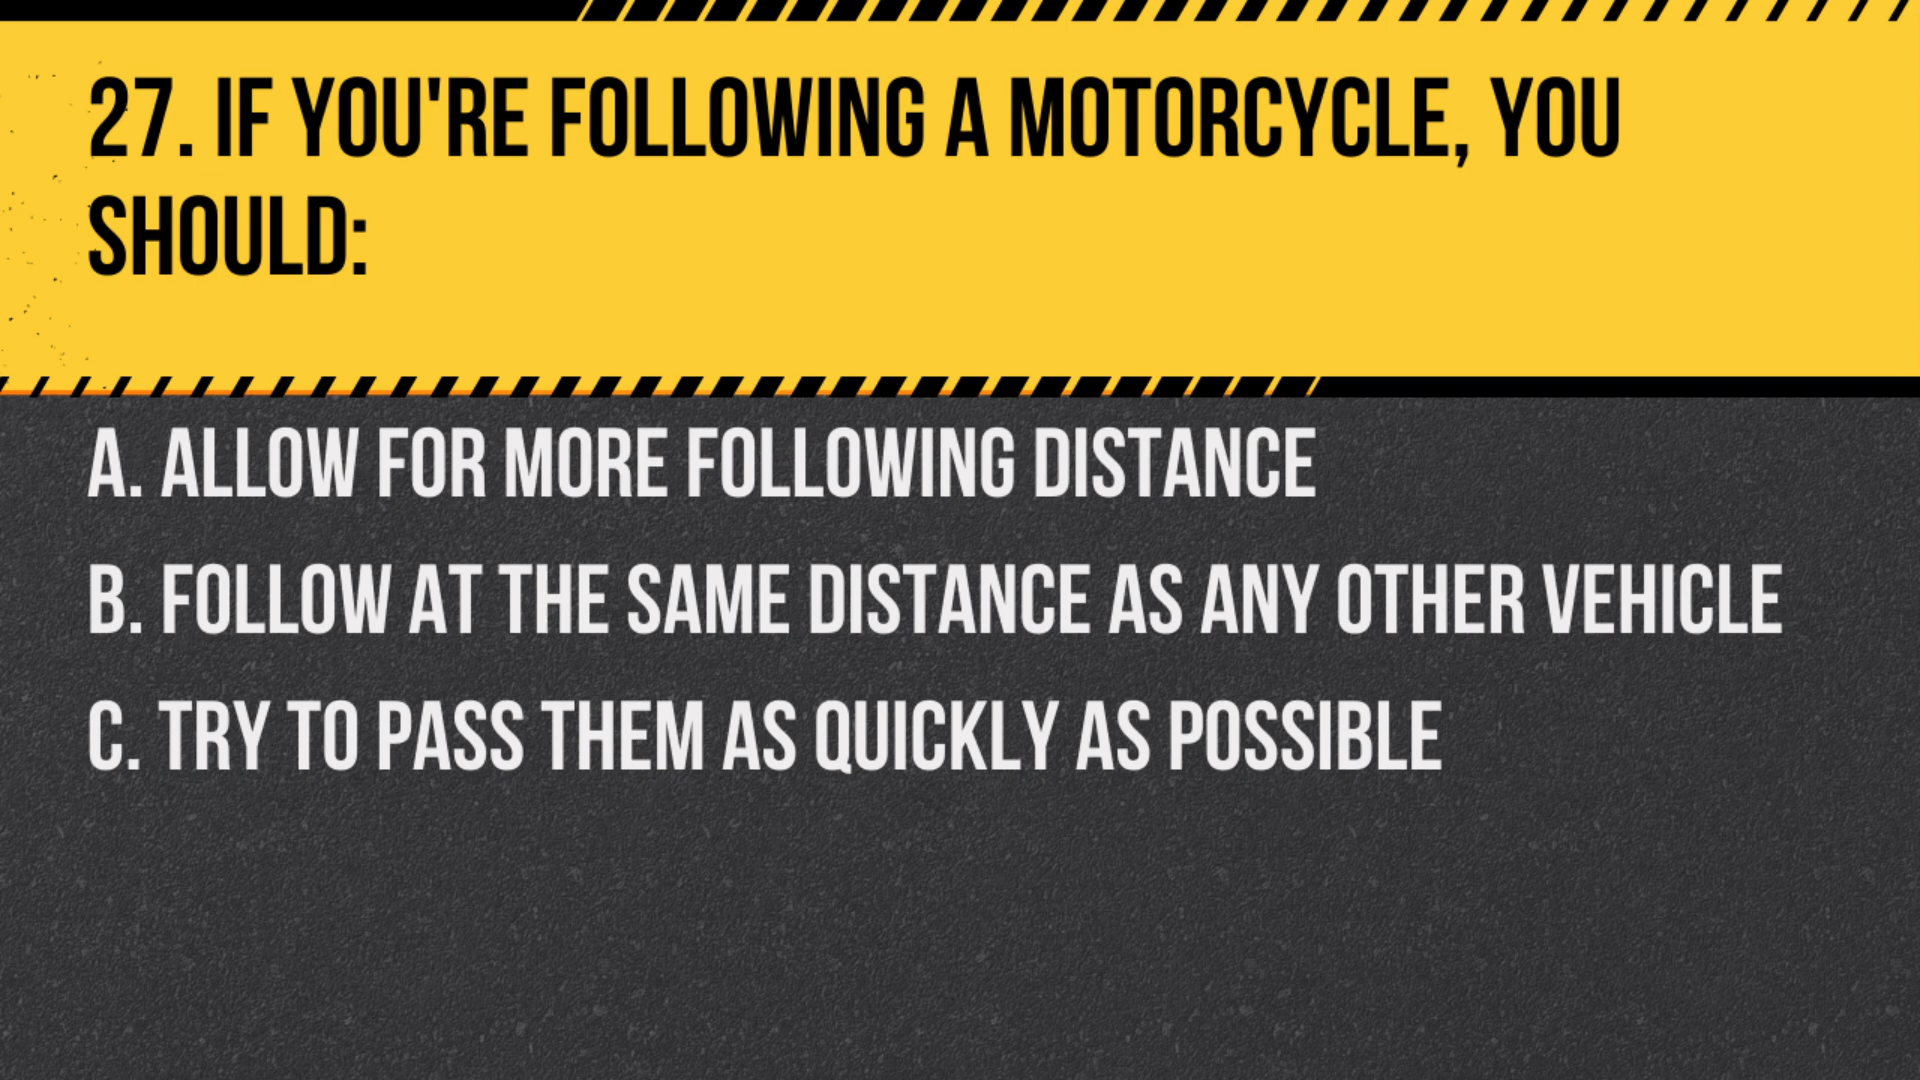 27. IF YOU'RE FOLLOWING A MOTORCYCLE, YOU
SHOULD:
A. ALLOW FOR MORE FOLLOWING DISTANCE
B. FOLLOW AT THE SAME DISTANCE AS ANY OTHER VEHICLE
C. TRY TO PASS THEM AS QUICKLY AS POSSIBLE